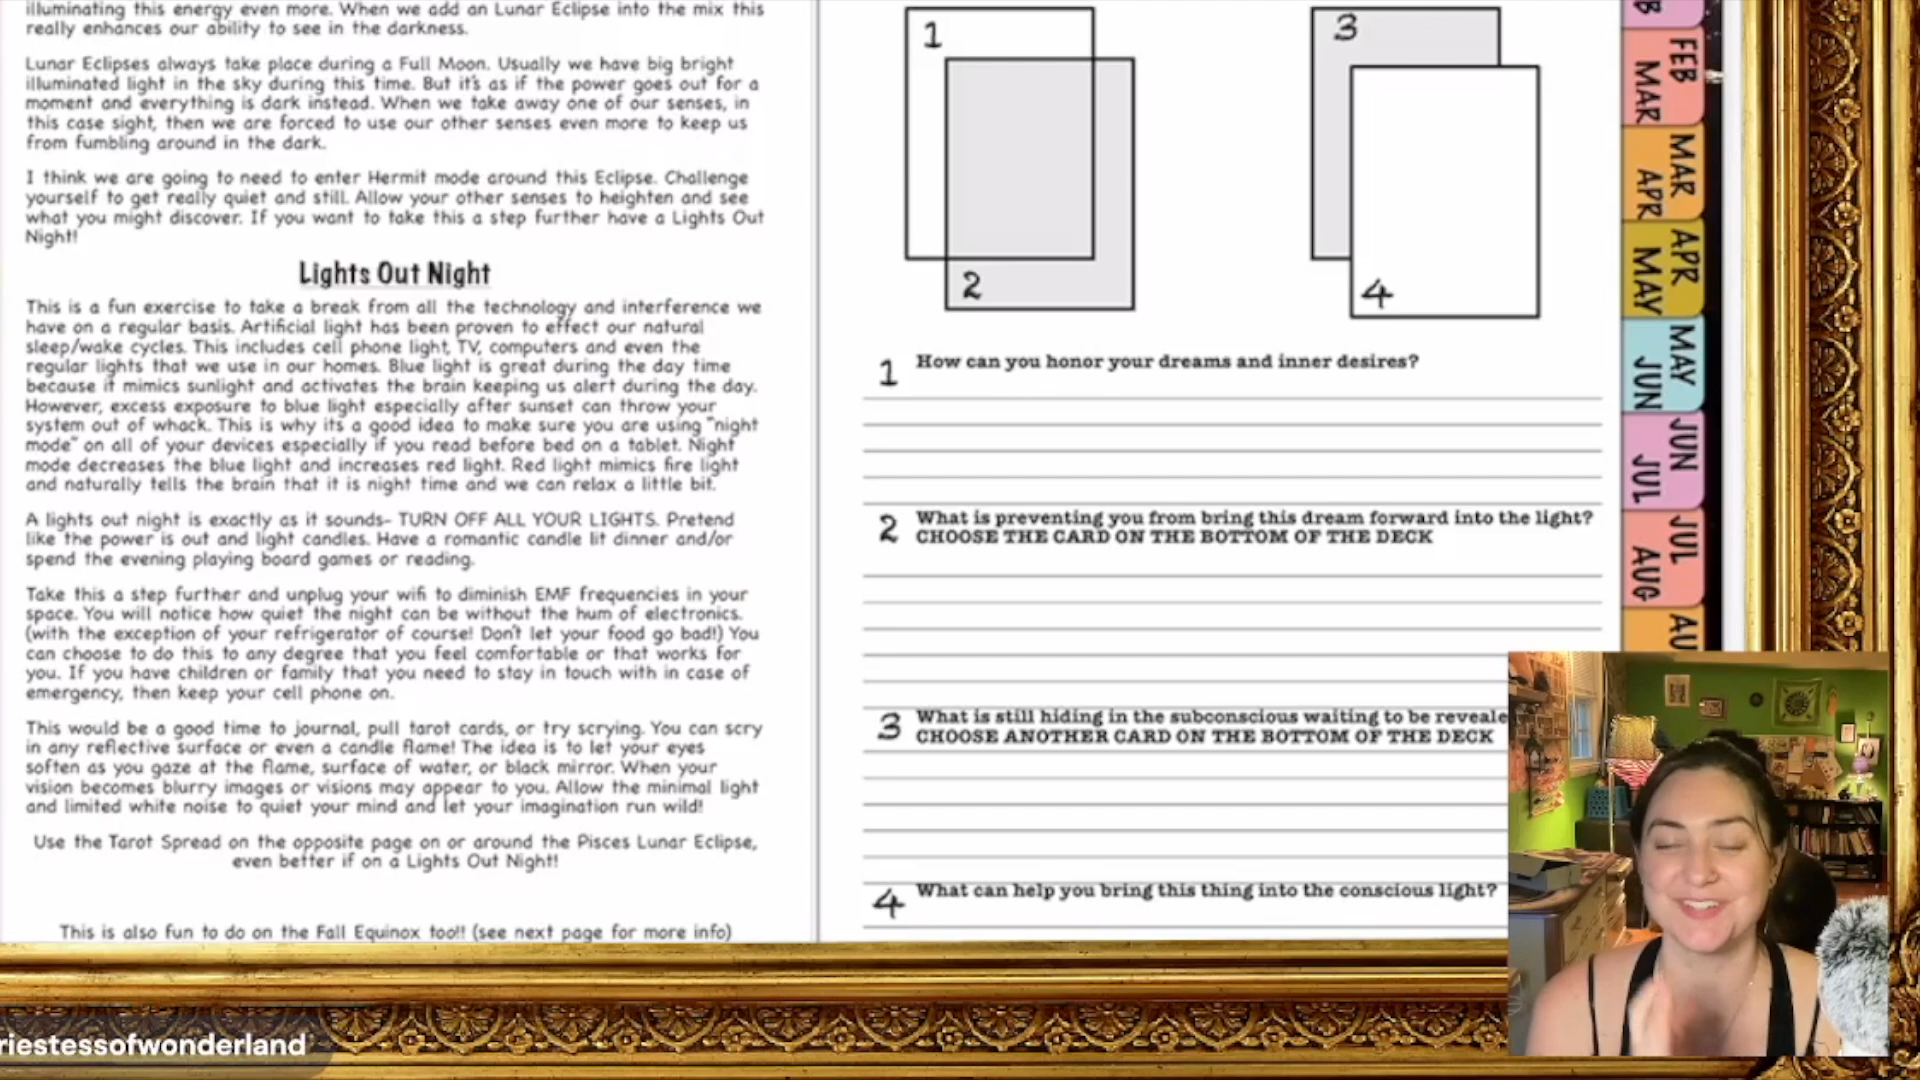 illuminating this energy even more. When we add an Lunar Eclipse into the mix this
really enhances our ability to see in the darkness.
Lunar Eclipses always take place during a Full Moon. Usually we have big bright
illuminated light in the sky during this time. But it's as if the power goes out for a
moment and everything is dark instead. When we take away one of our senses, in
this case sight, then we are forced to use our other senses even more to keep us
from fumbling around in the dark.
I think we are going to need to enter Hermit mode around this Eclipse. Challenge
yourself to get really quiet and still. Allow your other senses to heighten and see
what you might discover. If you want to take this a step further have a Lights Out
Night!
Lights Out Night
This is a fun exercise to take a break from all the technology and interference we
have on a regular basis. Artificial light has been proven to effect our natural
sleep/wake cycles. This includes cell phone light, TV, computers and even the
regular lights that we use in our homes. Blue light is great during the day time
because it mimics sunlight and activates the brain keeping us alert during the day.
However, excess exposure to blue light especially after sunset can throw your
system out of whack. This is why its a good idea to make sure you are using "night
mode" on all of your devices especially if you read before bed on a tablet. Night
mode decreases the blue light and increases red light. Red light mimics fire light
and naturally tells the brain that it is night time and we can relax a little bit.
A lights out night is exactly as it sounds- TURN OFF ALL YOUR LIGHTS. Pretend
like the power is out and light candles. Have a romantic candle lit dinner and/or
spend the evening playing board games or reading.
Take this a step further and unplug your wifi to diminish EMF frequencies in your
space. You will notice how quiet the night can be without the hum of electronics.
(with the exception of your refrigerator of course! Don't let your food go bad!) You
can choose to do this to any degree that you feel comfortable or that works for
you. If you have children or family that you need to stay in touch with in case of
emergency, then keep your cell phone on.
This would be a good time to journal, pull tarot cards, or try scrying. You can scry
in any reflective surface or even a candle flame! The idea is to let your eyes
soften as you gaze at the flame, surface of water, or black mirror. When your
vision becomes blurry images or visions may appear to you. Allow the minimal light
and limited white noise to quiet your mind and let your imagination run wild!
Use the Tarot Spread on the opposite page on or around the Pisces Lunar Eclipse,
even better if on a Lights Out Night!
This is also fun to do on the Fall Equinox too!! (see next page for more info)
1
2
3
4
1 How can you honor your dreams and inner desires?
2 What is preventing you from bring this dream forward into the light?
CHOOSE THE CARD ON THE BOTTOM OF THE DECK
3 What is still hiding in the subconscious waiting to be reveale
CHOOSE ANOTHER CARD ON THE BOTTOM OF THE DECK
4 What can help you bring this thing into the conscious light?
B
FEB
MAR
MAR
APR
APR
MAY
MAY
JUN
JUN
JUL
JUL
AUG
AU
riestessofwonderland